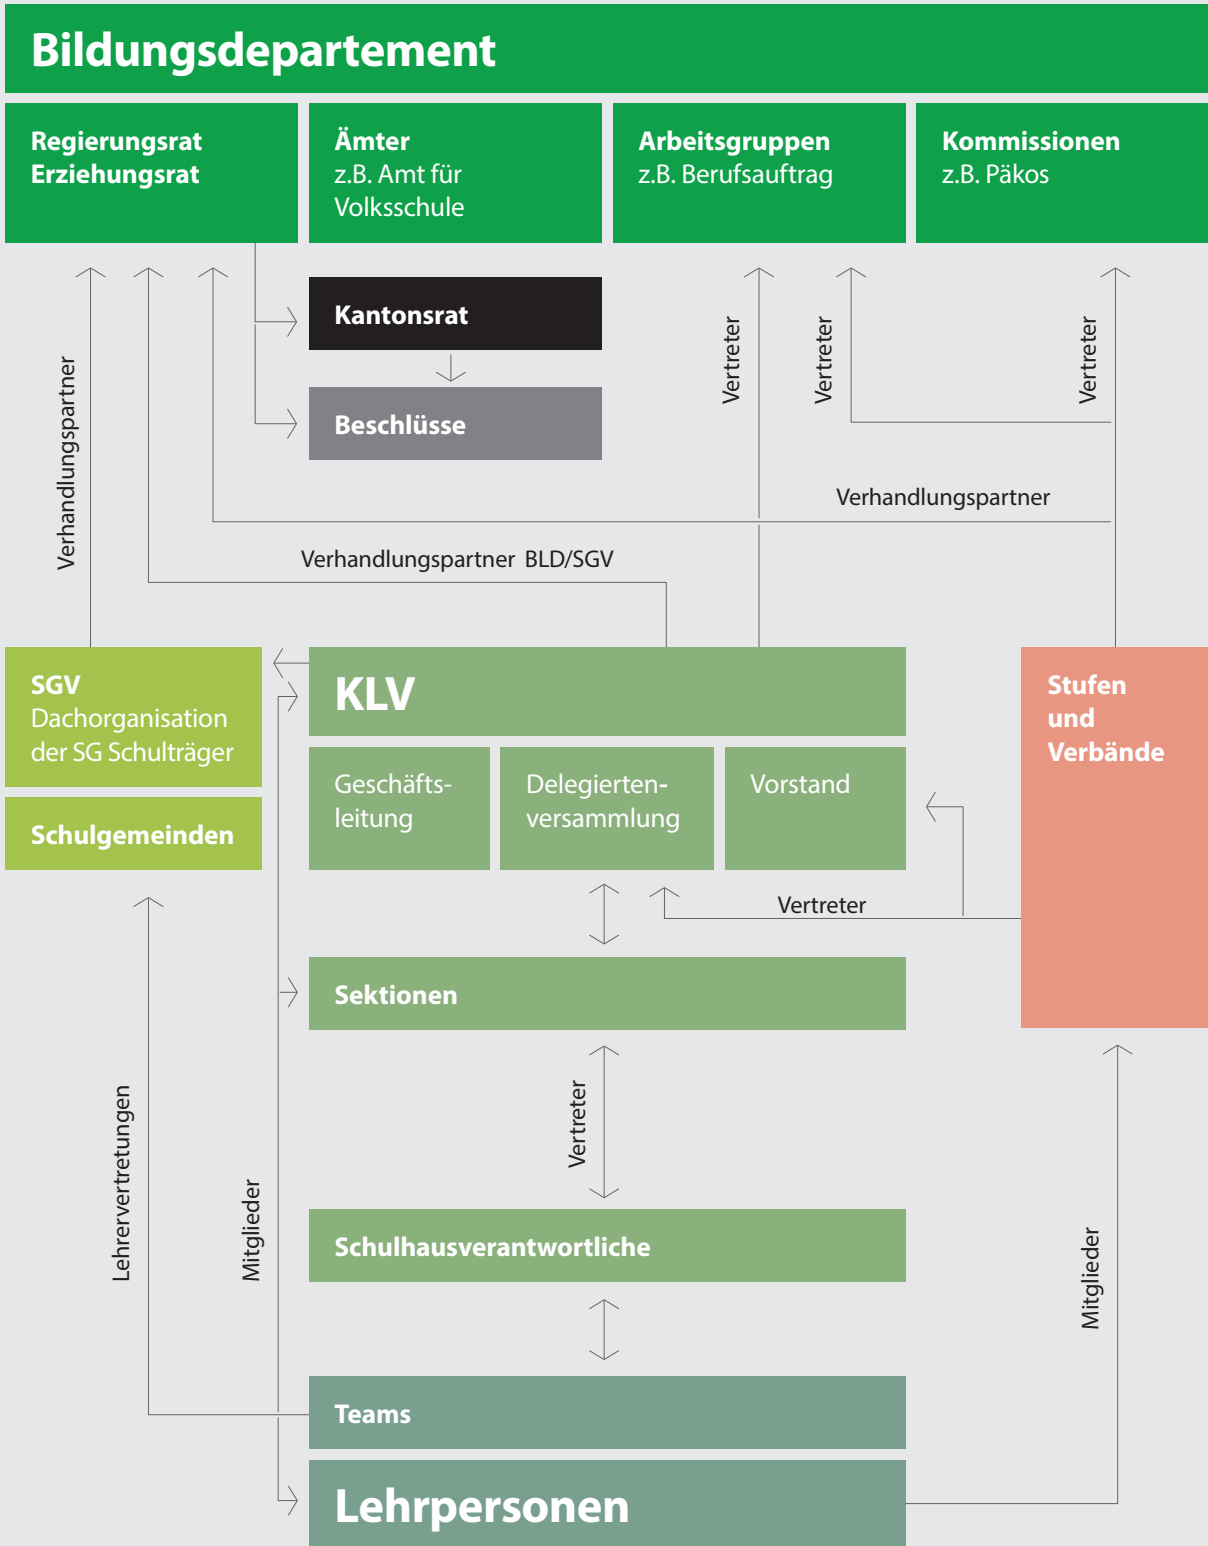 Bildungsdepartement
Regierungsrat
Erziehungsrat
Ämter
z.B. Amt für
Volksschule
Arbeitsgruppen
z.B. Berufsauftrag
Kommissionen
z.B. Päkos
Kantonsrat
Beschlüsse
Verhandlungspartner
Vertreter
Vertreter
Vertreter
Verhandlungspartner
Verhandlungspartner BLD/SGV
SGV
Dachorganisation
der SG Schulträger
Schulgemeinden
KLV
Geschäfts-
leitung
Delegierten-
versammlung
Vorstand
Stufen
und
Verbände
Vertreter
Sektionen
Vertreter
Lehrervertretungen
Mitglieder
Schulhausverantwortliche
Mitglieder
Teams
Lehrpersonen